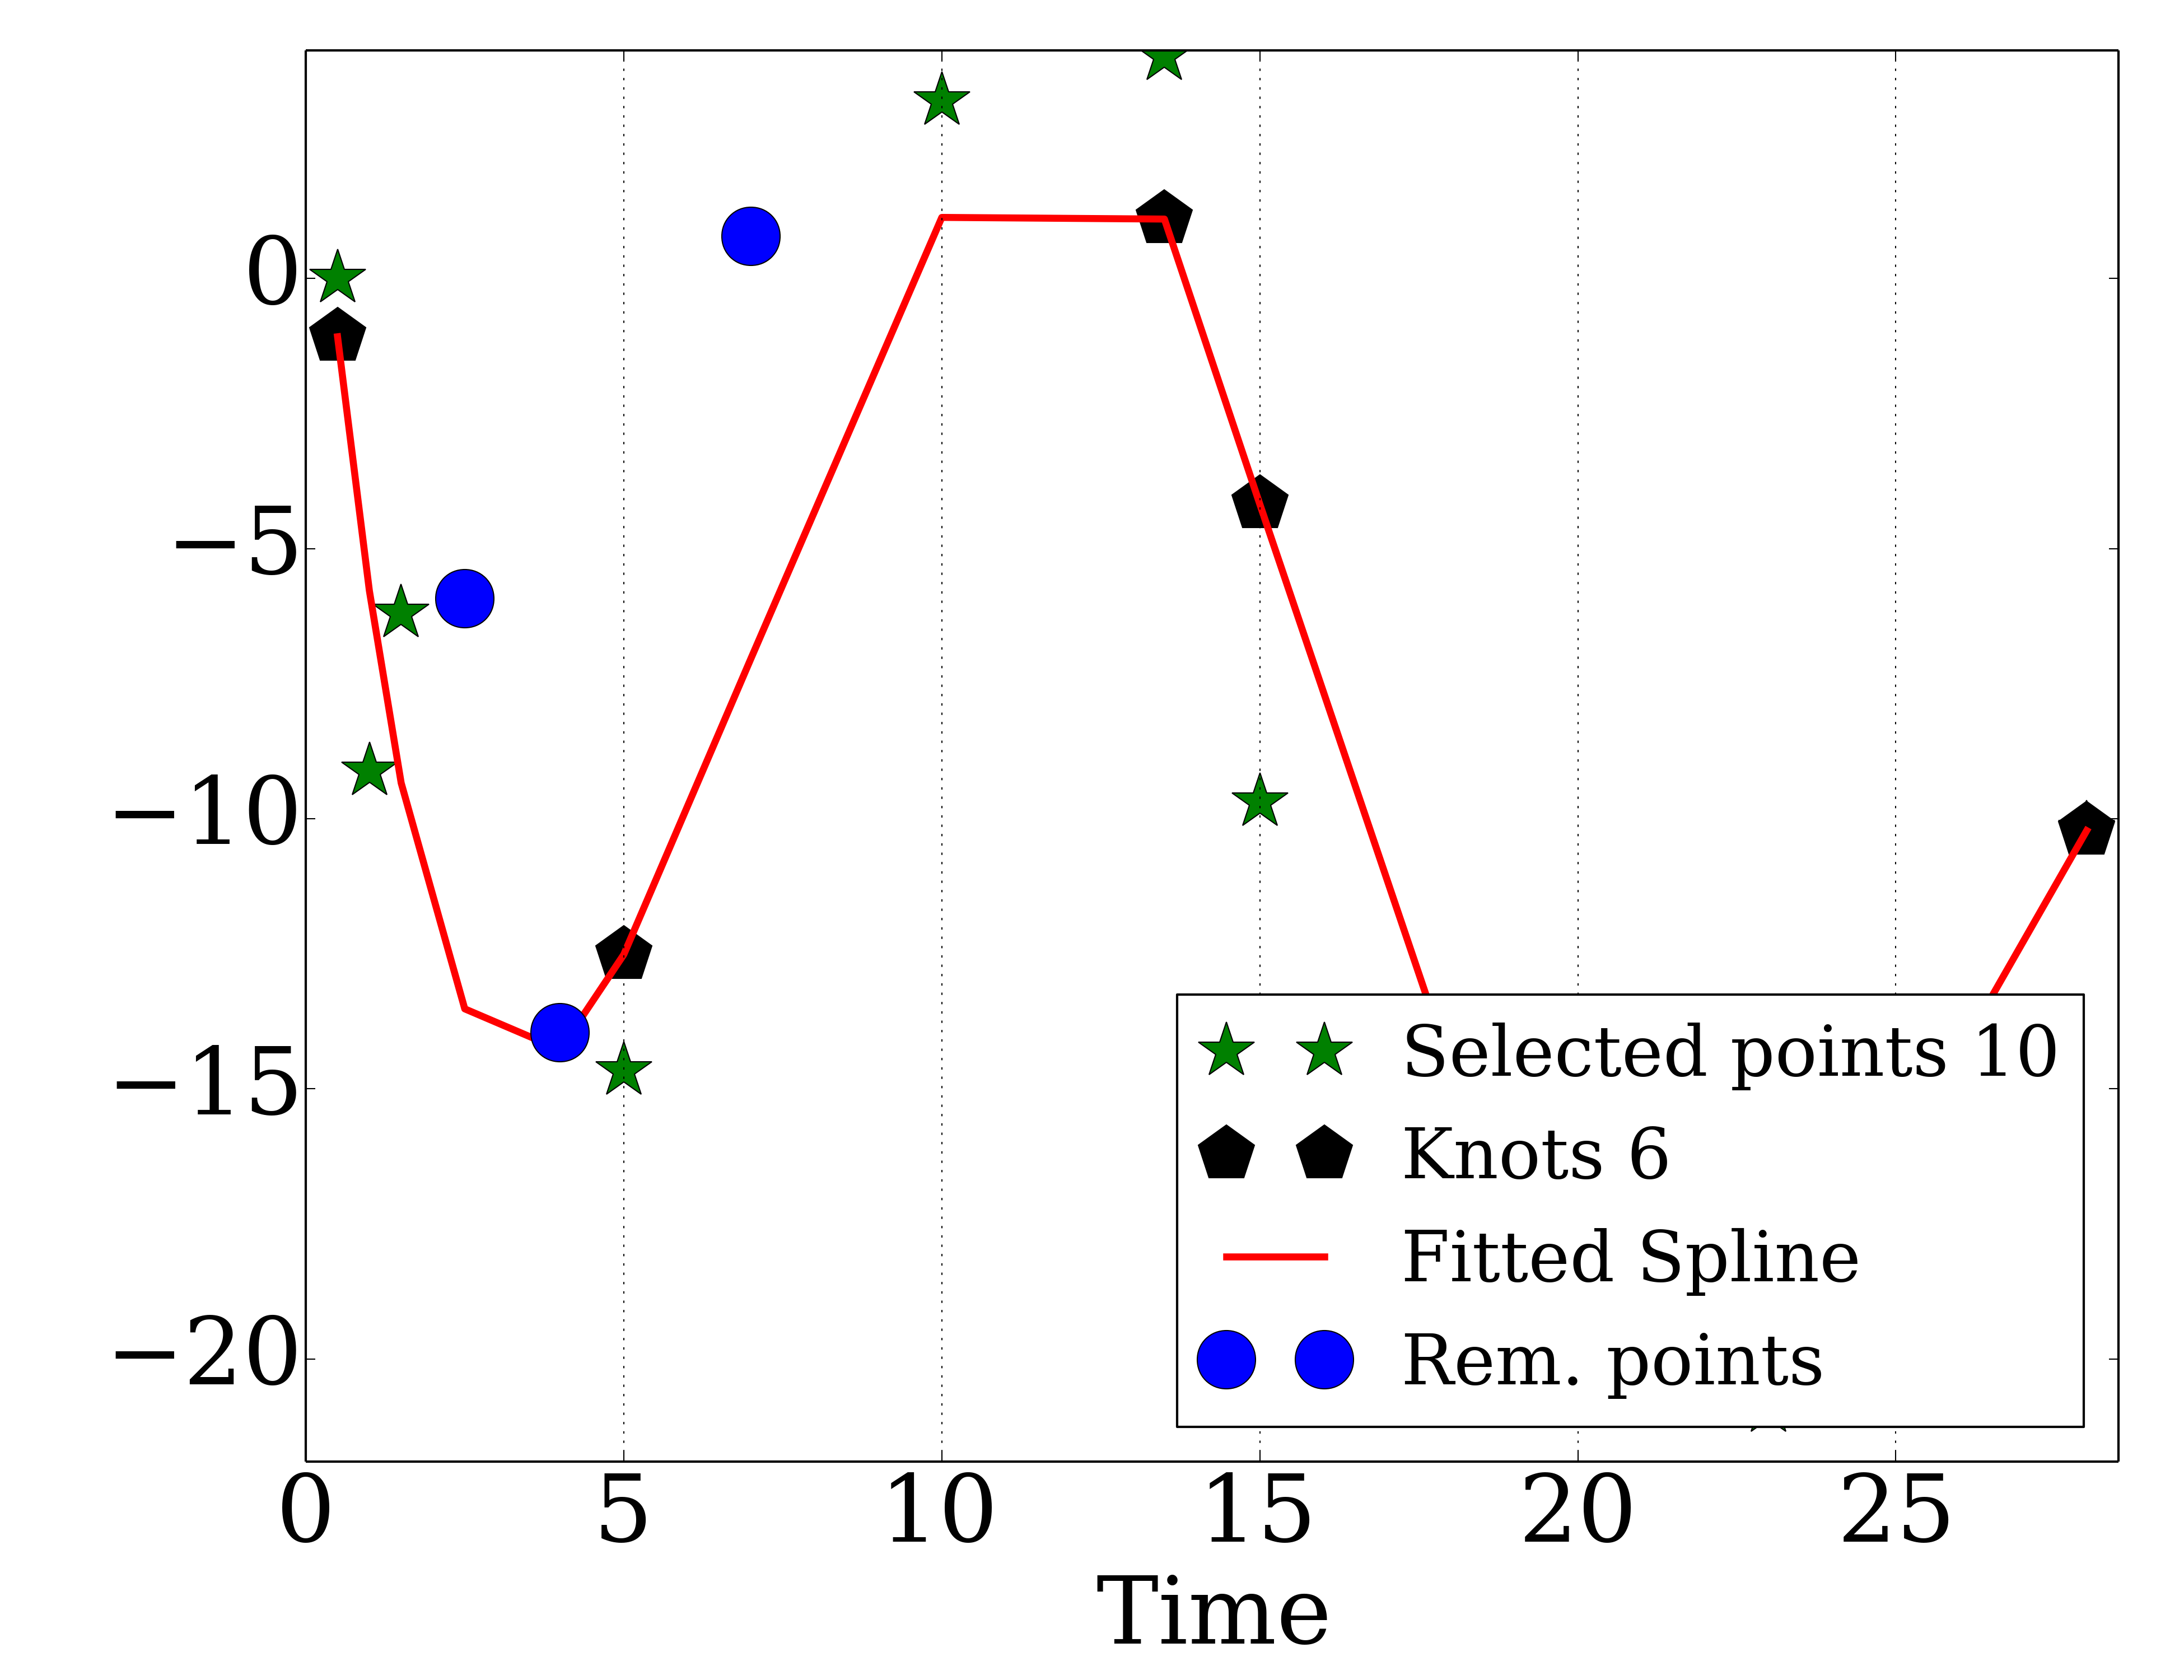 0
−5
−10
−15
−20
Selected points 10
Knots 6
Fitted Spline
Rem. points
0 5 10 15 20 25
Time